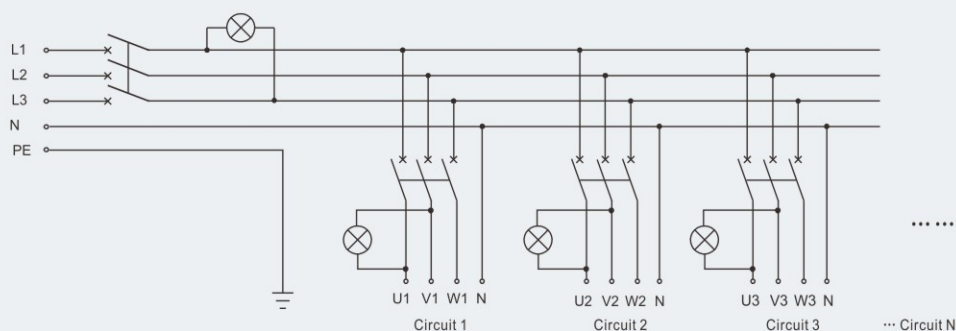 L1
L2
L3
N
PE
U1 V1 W1 N
U2 V2 W2 N
U3 V3 W3 N
Circuit 1
Circuit 2
Circuit 3
··· Circuit N